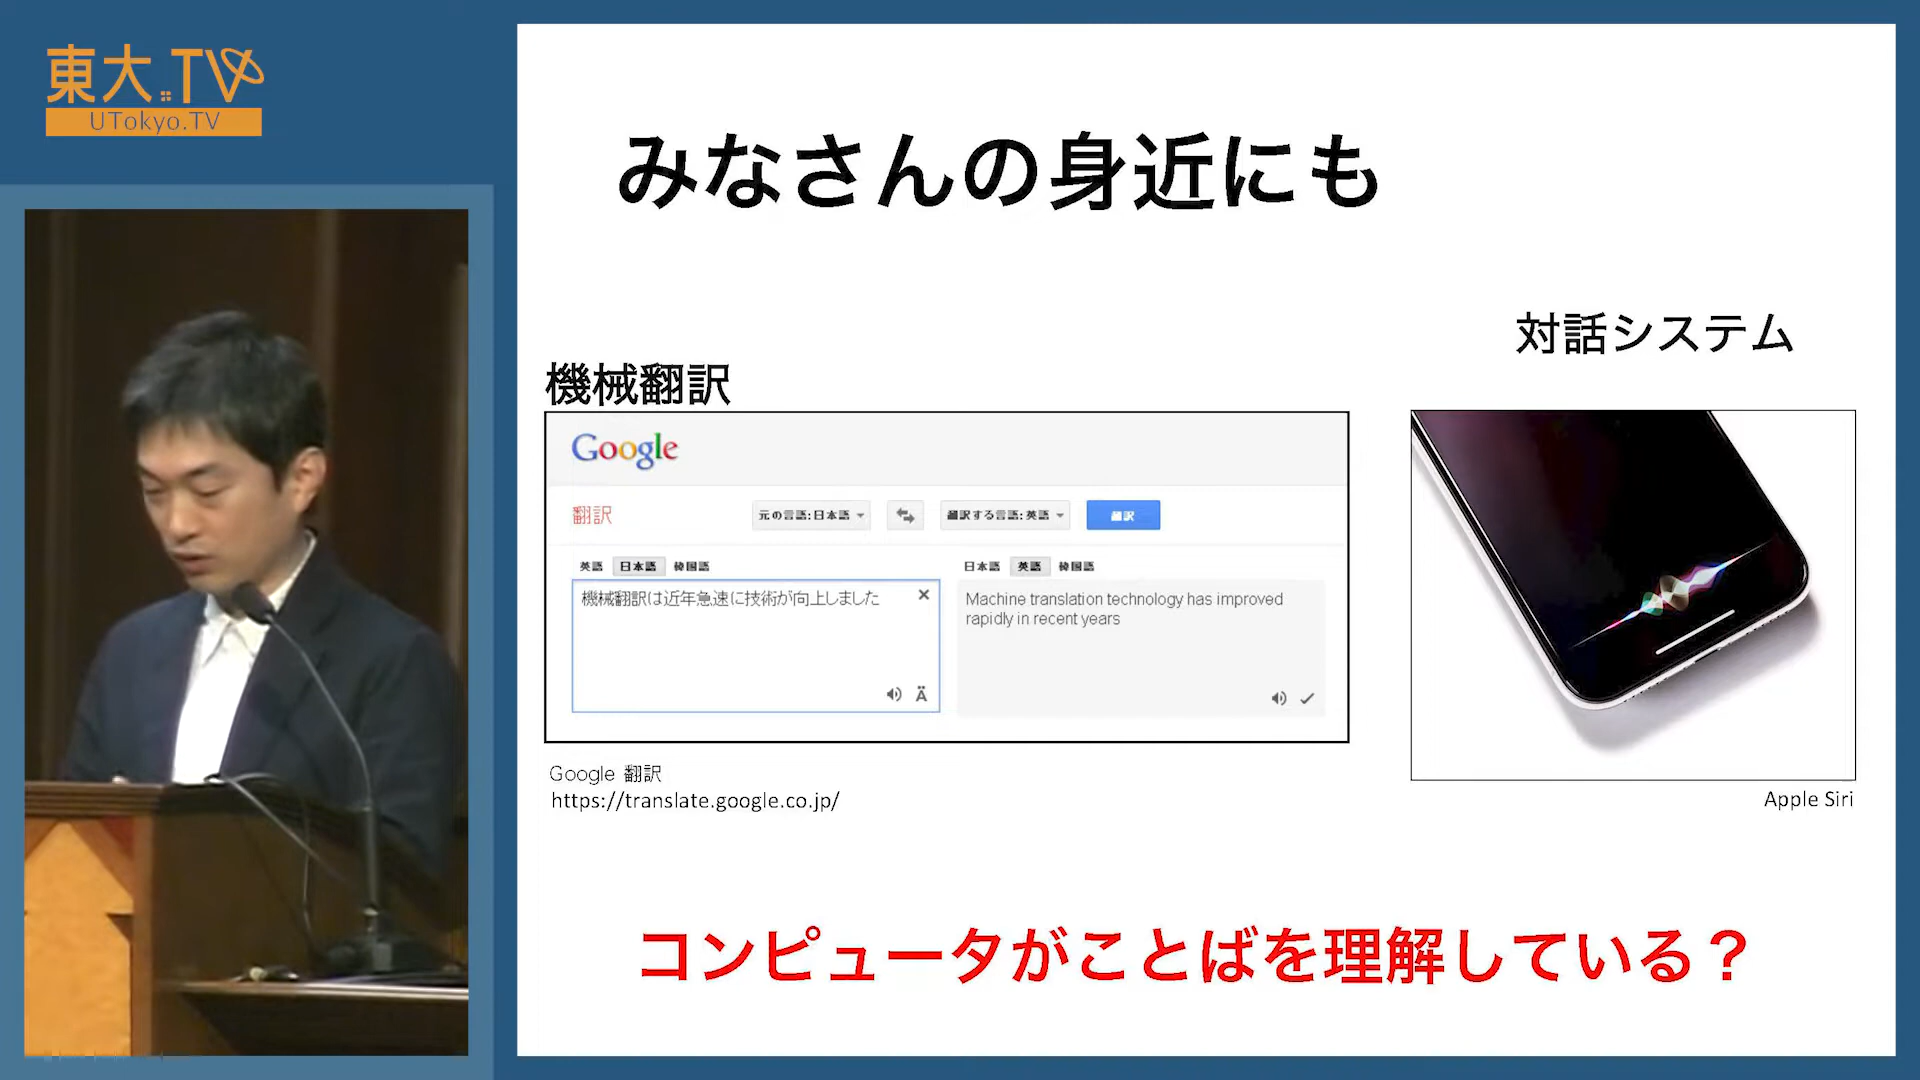 東大.TV
UTokyo.TV
みなさんの身近にも
対話システム
機械翻訳
Google
翻訳
元の言語:日本語
翻訳する言語:英語
翻訳
英語 日本語 韓国語
日本語 英語 韓国語
機械翻訳は近年急速に技術が向上しました
Machine translation technology has improved
rapidly in recent years
Ä
Google 翻訳
https://translate.google.co.jp/
Apple Siri
コンピュータがことばを理解している？